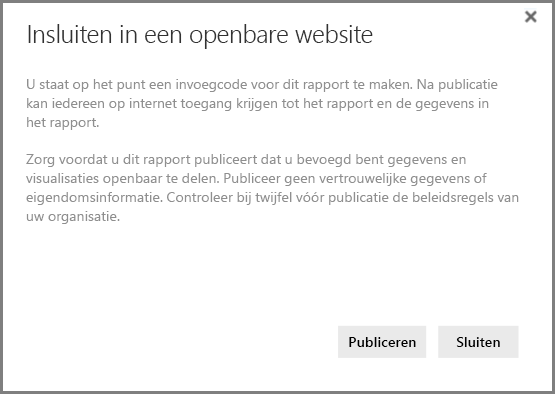 Insluiten in een openbare website
U staat op het punt een invoegcode voor dit rapport te maken. Na publicatie
kan iedereen op internet toegang krijgen tot het rapport en de gegevens in
het rapport.
Zorg voordat u dit rapport publiceert dat u bevoegd bent gegevens en
visualisaties openbaar te delen. Publiceer geen vertrouwelijke gegevens of
eigendomsinformatie. Controleer bij twijfel vóór publicatie de beleidsregels van
uw organisatie.
Publiceren Sluiten